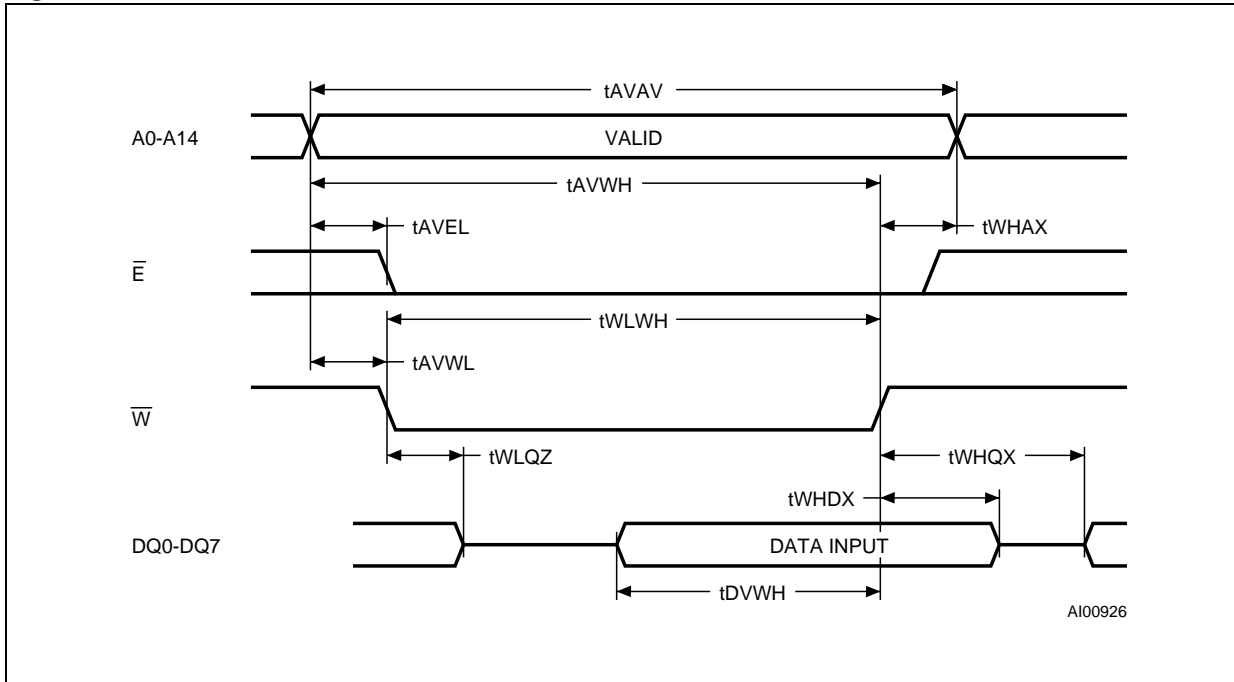 tAVAV
A0-A14
VALID
tAVWH
tAVEL
tWHAX
E̅
tWLWH
tAVWL
W̅
tWLQZ
tWHQX
tWHDX
DQ0-DQ7
DATA INPUT
tDVWH
AI00926